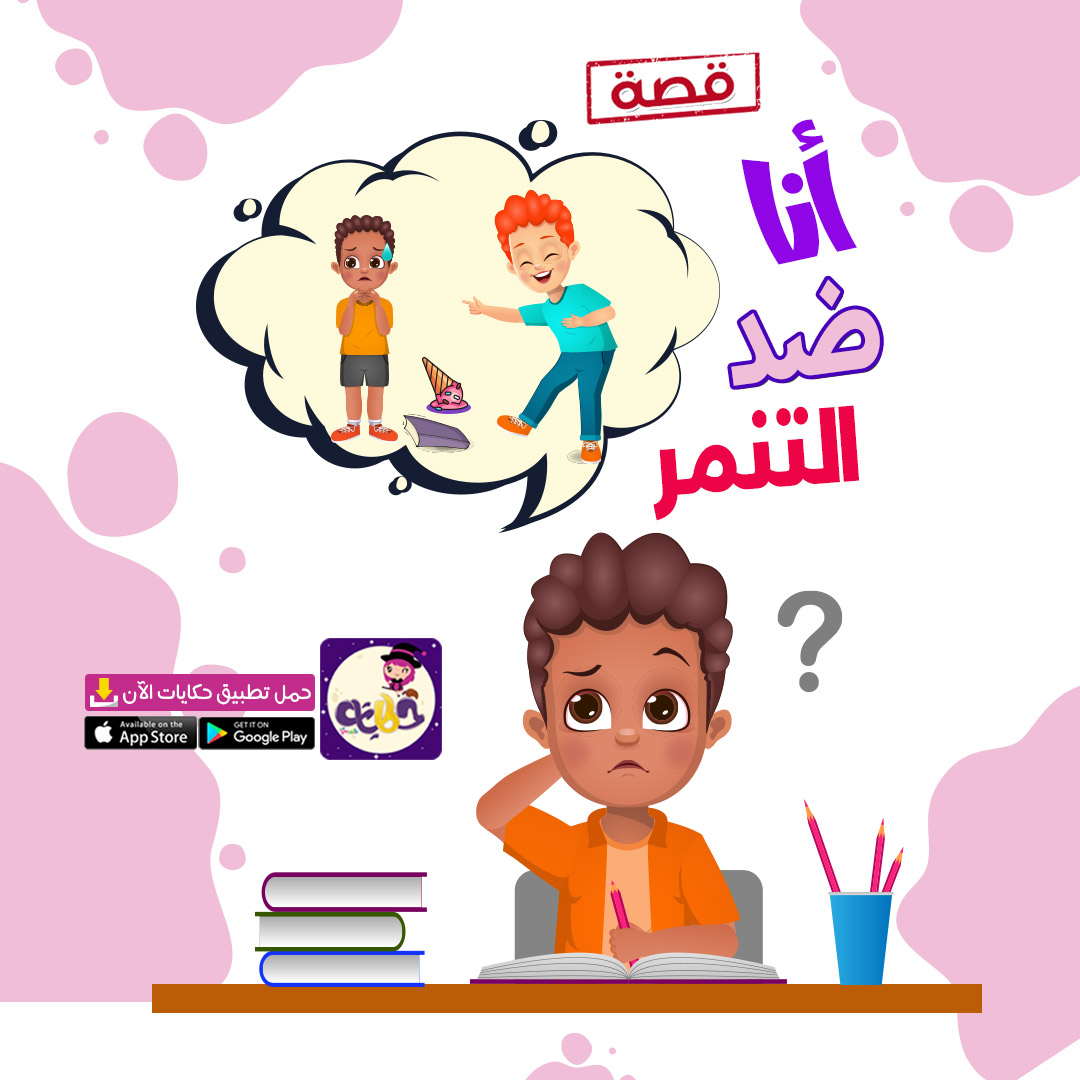 قصة
أنا
ضد
التنمر
?
حمل تطبيق حكايات الآن
Available on the
App Store
GET IT ON
Google Play